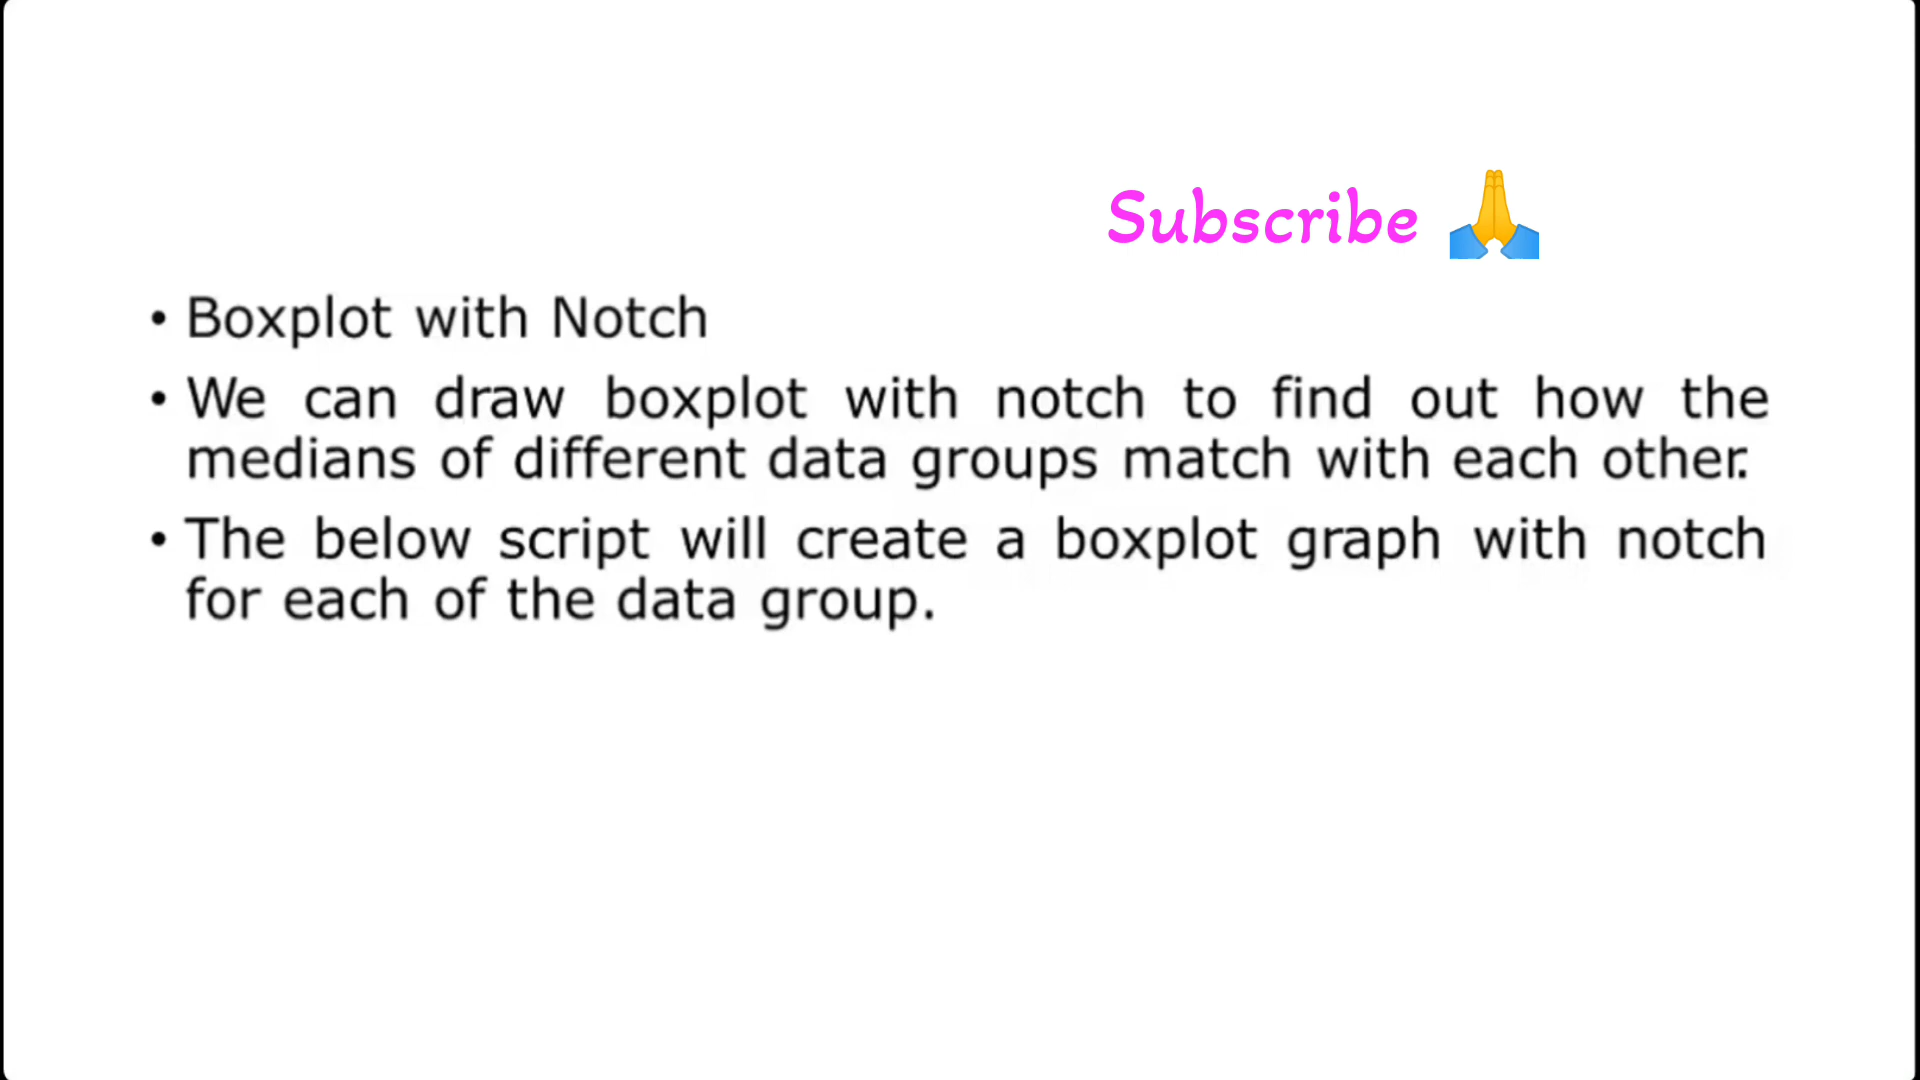 Subscribe 🙏
• Boxplot with Notch
• We can draw boxplot with notch to find out how the
medians of different data groups match with each other.
• The below script will create a boxplot graph with notch
for each of the data group.